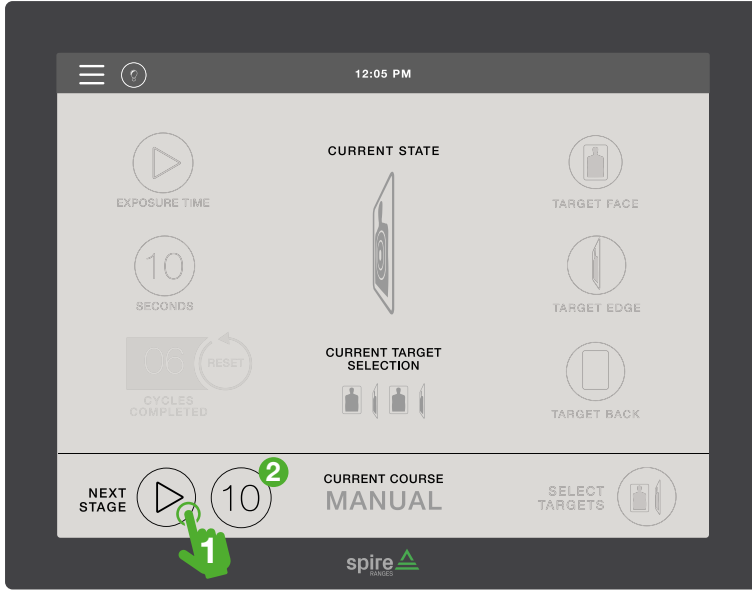 12:05 PM
CURRENT STATE
EXPOSURE TIME
TARGET FACE
10
SECONDS
TARGET EDGE
06
RESET
CYCLES
COMPLETED
CURRENT TARGET
SELECTION
TARGET BACK
NEXT
STAGE
10
2
1
CURRENT COURSE
MANUAL
SELECT
TARGETS
spire
RANGES